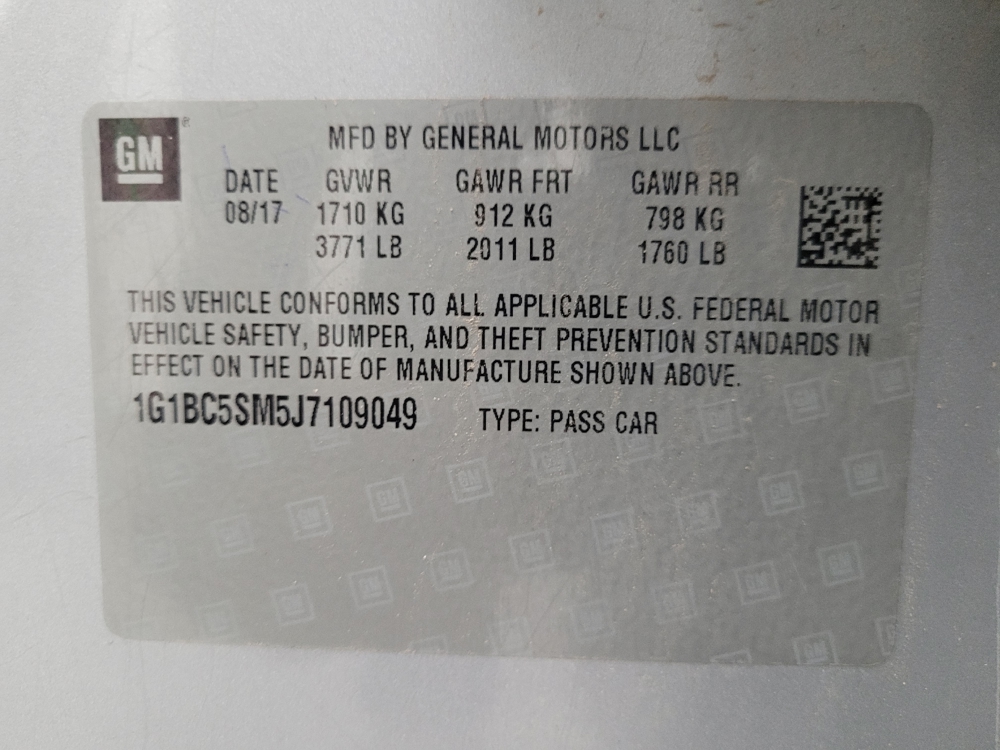 GM®
MFD BY GENERAL MOTORS LLC
DATE GVWR GAWR FRT GAWR RR
08/17 1710 KG 912 KG 798 KG
3771 LB 2011 LB 1760 LB
THIS VEHICLE CONFORMS TO ALL APPLICABLE U.S. FEDERAL MOTOR
VEHICLE SAFETY, BUMPER, AND THEFT PREVENTION STANDARDS IN
EFFECT ON THE DATE OF MANUFACTURE SHOWN ABOVE.
1G1BC5SM5J7109049 TYPE: PASS CAR